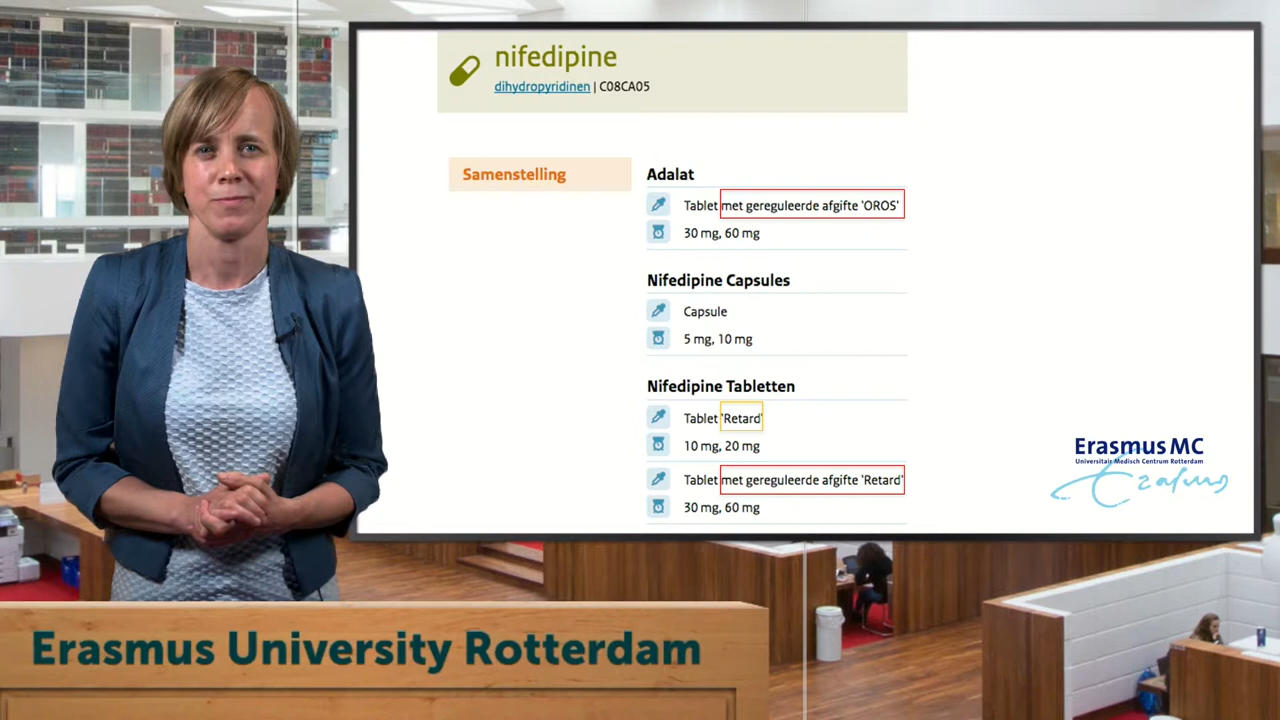 nifedipine
dihydropyridinen | C08CA05
Samenstelling
Adalat
Tablet met gereguleerde afgifte 'OROS'
30 mg, 60 mg
Nifedipine Capsules
Capsule
5 mg, 10 mg
Nifedipine Tabletten
Tablet 'Retard'
10 mg, 20 mg
Tablet met gereguleerde afgifte 'Retard'
30 mg, 60 mg
Erasmus MC
Universitair Medisch Centrum Rotterdam
Erasmus
Erasmus University Rotterdam